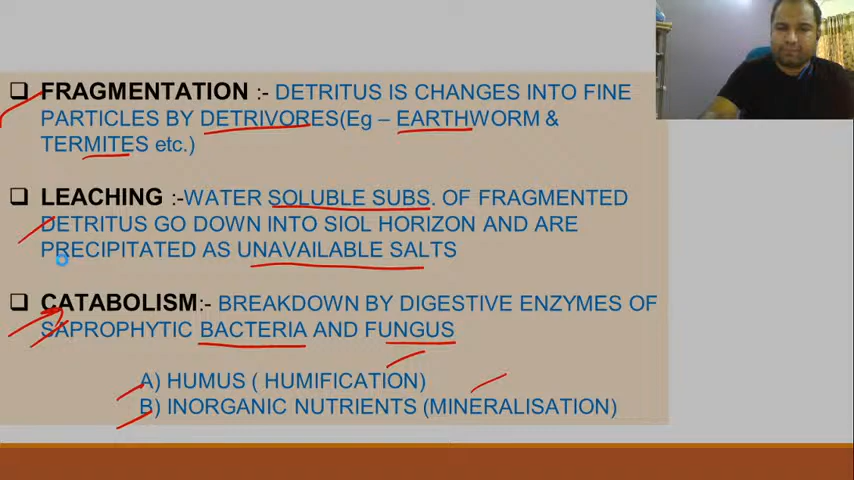 ❑ FRAGMENTATION :- DETRITUS IS CHANGES INTO FINE
PARTICLES BY DETRIVORES(Eg – EARTHWORM &
TERMITES etc.)
❑ LEACHING :-WATER SOLUBLE SUBS. OF FRAGMENTED
DETRITUS GO DOWN INTO SIOL HORIZON AND ARE
PRECIPITATED AS UNAVAILABLE SALTS
❑ CATABOLISM:- BREAKDOWN BY DIGESTIVE ENZYMES OF
SAPROPHYTIC BACTERIA AND FUNGUS
A) HUMUS ( HUMIFICATION)
B) INORGANIC NUTRIENTS (MINERALISATION)